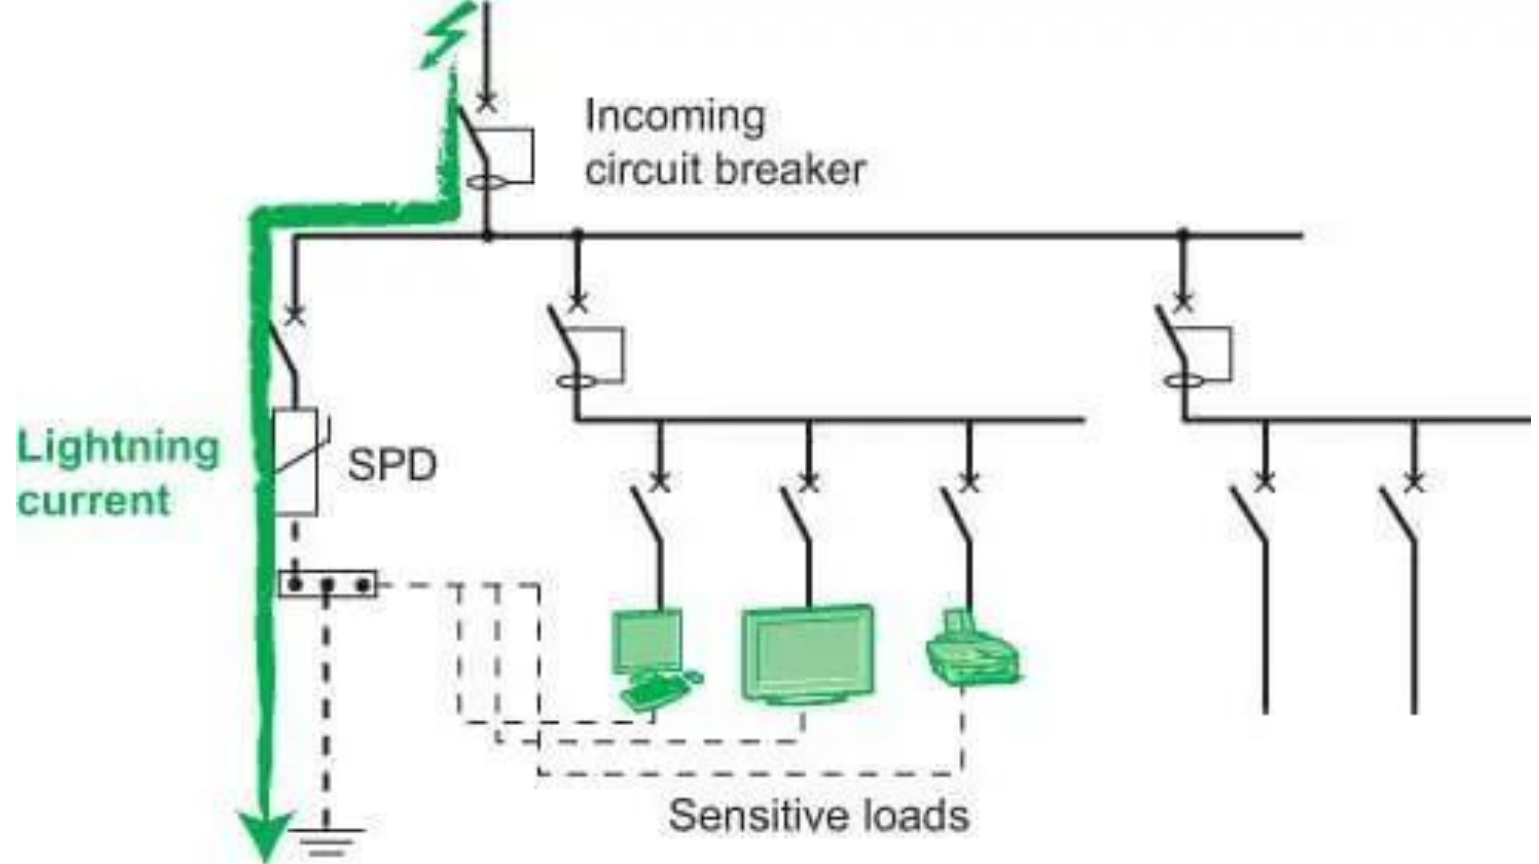 Incoming
circuit breaker
Lightning
current
SPD
Sensitive loads